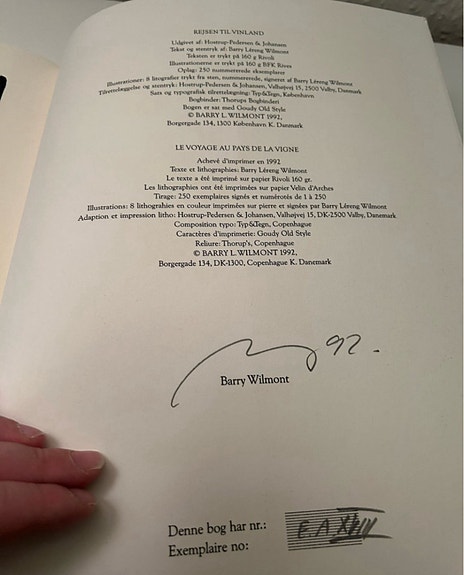 REJSEN TIL VINLAND
Udgivet af: Hostrup-Pedersen & Johansen
Tekst og stentryk af: Barry Léreng Wilmont
Teksten er trykt på 160 g Rivoli
Illustrationerne er trykt på 160 g BFK Rives
Oplag: 250 nummererede eksemplarer
Illustrationer: 8 litografier trykt fra sten, nummererede, signeret af Barry Léreng Wilmont
Tilrettelæggelse og stentryk: Hostrup-Pedersen & Johansen, Valhøjvej 15, 2500 Valby, Danmark
Sats og typografisk tilrettelægning: Typ&Tegn, København
Bogbinder: Thorups Bogbinderi
Bogen er sat med Goudy Old Style
© BARRY L. WILMONT 1992,
Borgergade 134, 1300 København K. Danmark
LE VOYAGE AU PAYS DE LA VIGNE
Achevé d'imprimer en 1992
Texte et lithographies: Barry Léreng Wilmont
Le texte a été imprimé sur papier Rivoli 160 gr.
Les lithographies ont été imprimées sur papier Velin d'Arches
Tirage: 250 exemplaires signés et numérotés de 1 à 250
Illustrations: 8 lithograhies en couleur imprimées sur pierre et signées par Barry Léreng Wilmont
Adaption et impression litho: Hostrup-Pedersen & Johansen, Valhøjvej 15, DK-2500 Valby, Danemark
Composition typo: Typ&Tegn, Copenhague
Caractères d'imprimerie: Goudy Old Style
Reliure: Thorup's, Copenhague
© BARRY L. WILMONT 1992,
Borgergade 134, DK-1300, Copenhague K. Danemark
92.
Barry Wilmont
Denne bog har nr.: E.A
Exemplaire no: